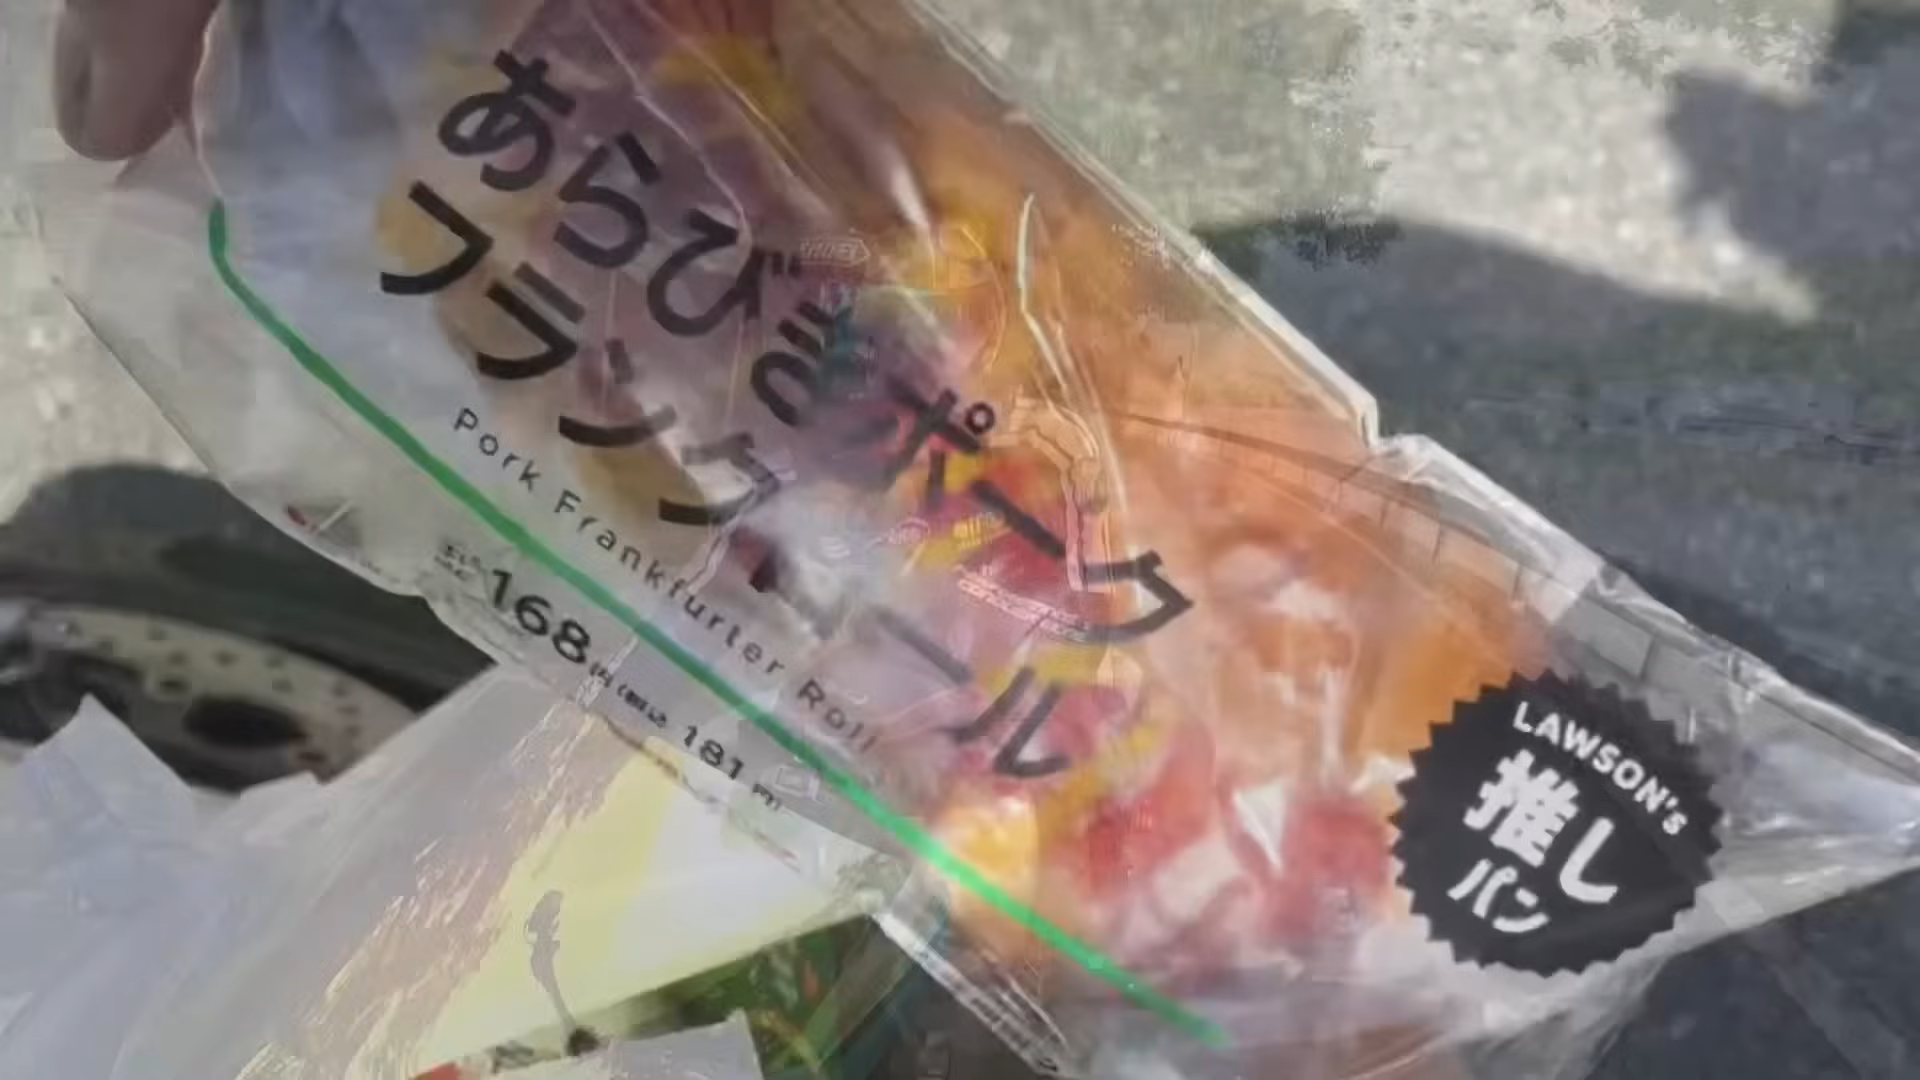 あらびきポーク
フランクロール
Pork Frankfurter Roll
168
181 円)
LAWSON'S
推し
パン